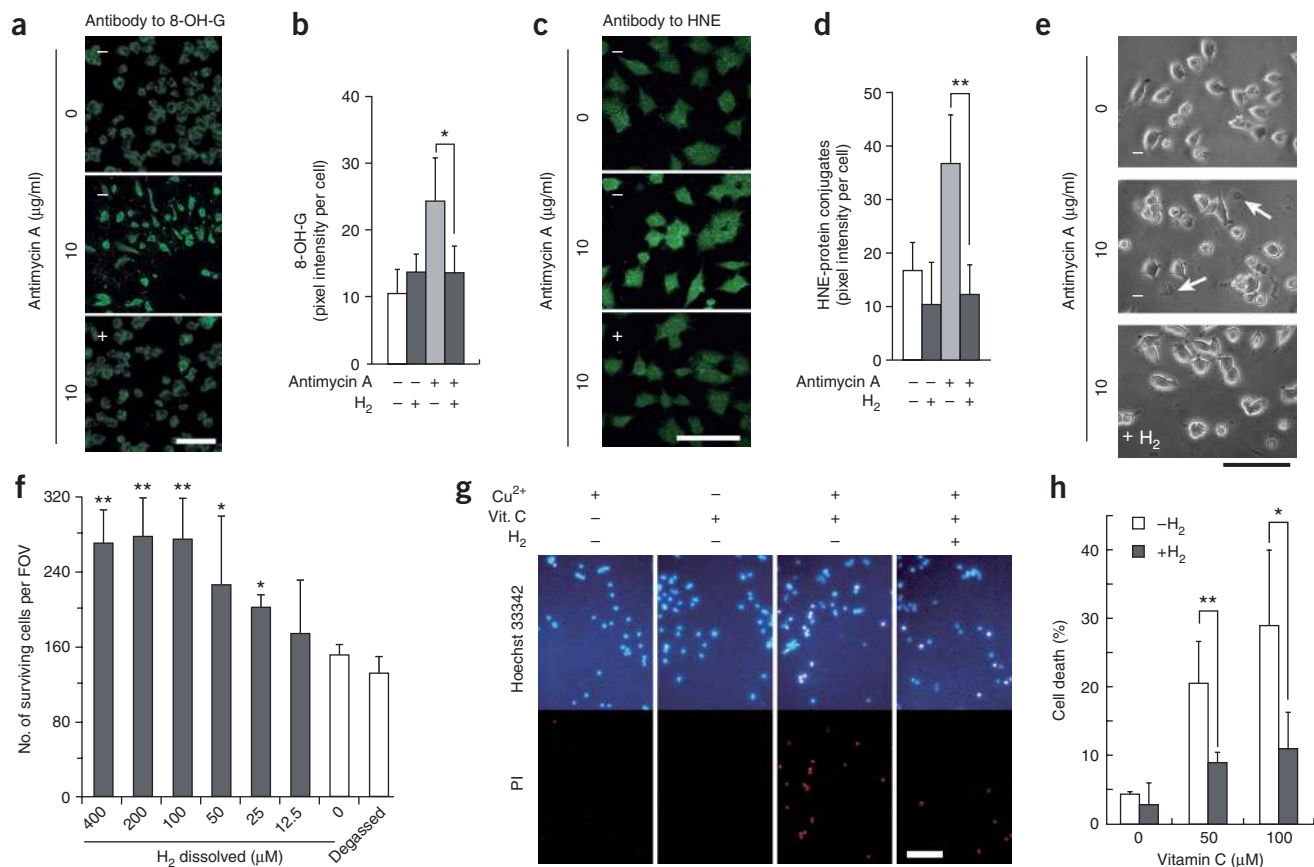 a
Antibody to 8-OH-G
Antimycin A (µg/ml)
0
10
10
–
–
+
b
8-OH-G
(pixel intensity per cell)
40
30
20
10
0
Antimycin A – – + +
H2 – + – +
c
Antibody to HNE
Antimycin A (µg/ml)
0
10
10
–
–
+
d
HNE-protein conjugates
(pixel intensity per cell)
50
40
30
20
10
0
**
Antimycin A – – + +
H2 – + – +
*
e
Antimycin A (µg/ml)
0
10
10
–
–
+ H2
f
No. of surviving cells per FOV
320
240
160
80
0
** ** ** * *
400 200 100 50 25 12.5 0 Degassed
H2 dissolved (µM)
g
Cu2+ + – + +
Vit. C – + + +
H2 – – – +
Hoechst 33342
PI
h
Cell death (%)
40
30
20
10
0
–H2
+H2
**
*
0 50 100
Vitamin C (µM)